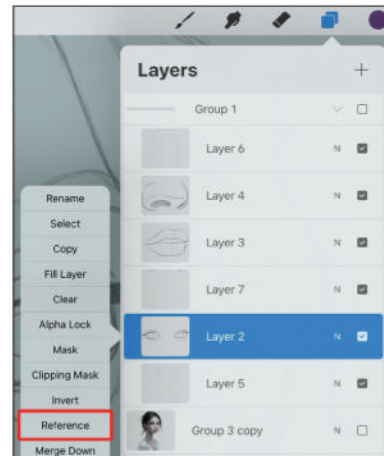 Layers
Group 1
Layer 6 N
Layer 4 N
Layer 3 N
Layer 7 N
Layer 2 N
Layer 5 N
Group 3 copy N
Rename
Select
Copy
Fill Layer
Clear
Alpha Lock
Mask
Clipping Mask
Invert
Reference
Merge Down